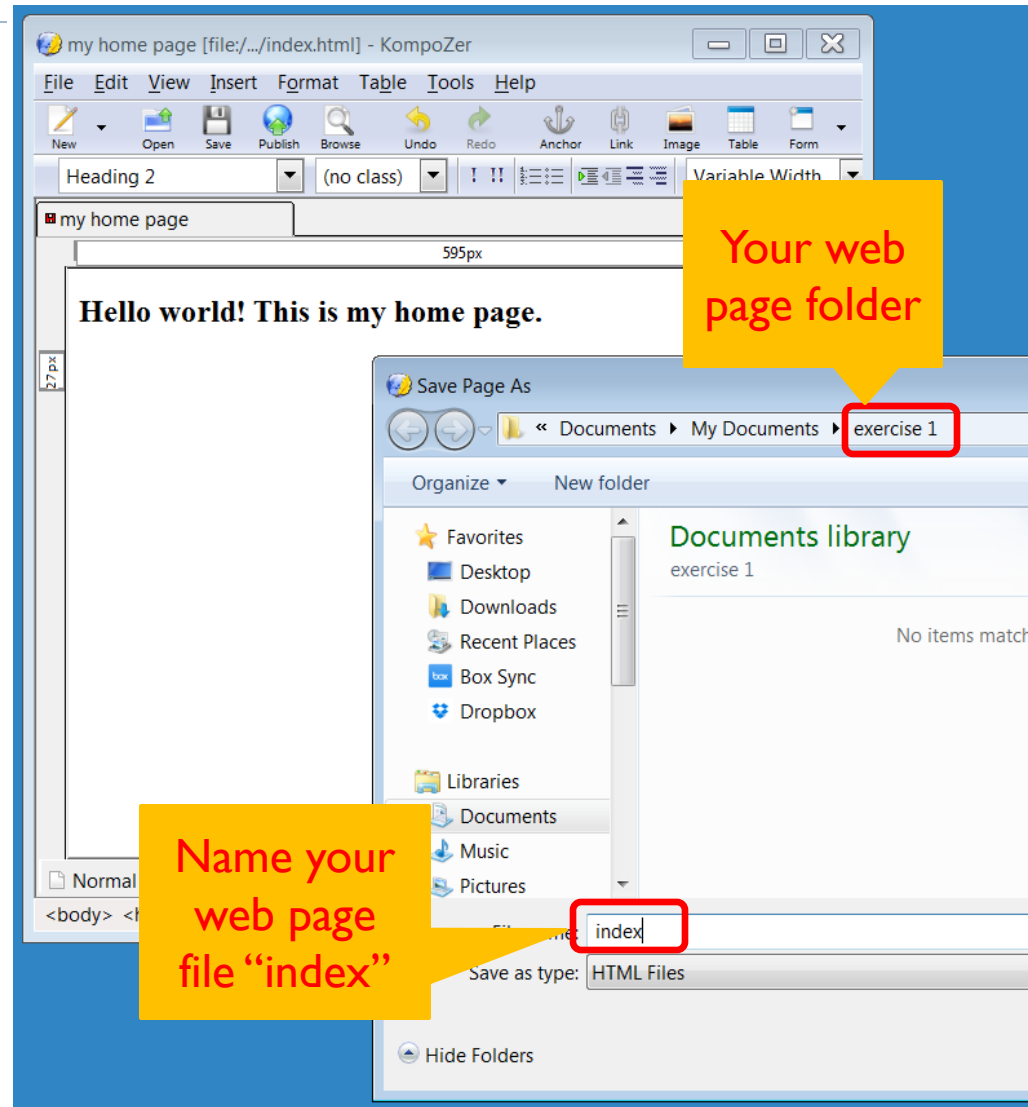 my home page [file:/.../index.html] - KompoZer
File Edit View Insert Format Table Tools Help
New Open Save Publish Browse Undo Redo Anchor Link Image Table Form
Heading 2 (no class) ! !! Variable Width
my home page
595px
Your web
page folder
Hello world! This is my home page.
27 px
Save Page As
« Documents My Documents exercise 1
Organize New folder
Favorites
Desktop
Downloads
Recent Places
box Box Sync
Dropbox
Libraries
Documents
Music
Pictures
Documents library
exercise 1
No items match
Normal
<body>
Name your
web page
file “index”
index
Save as type: HTML Files
Hide Folders